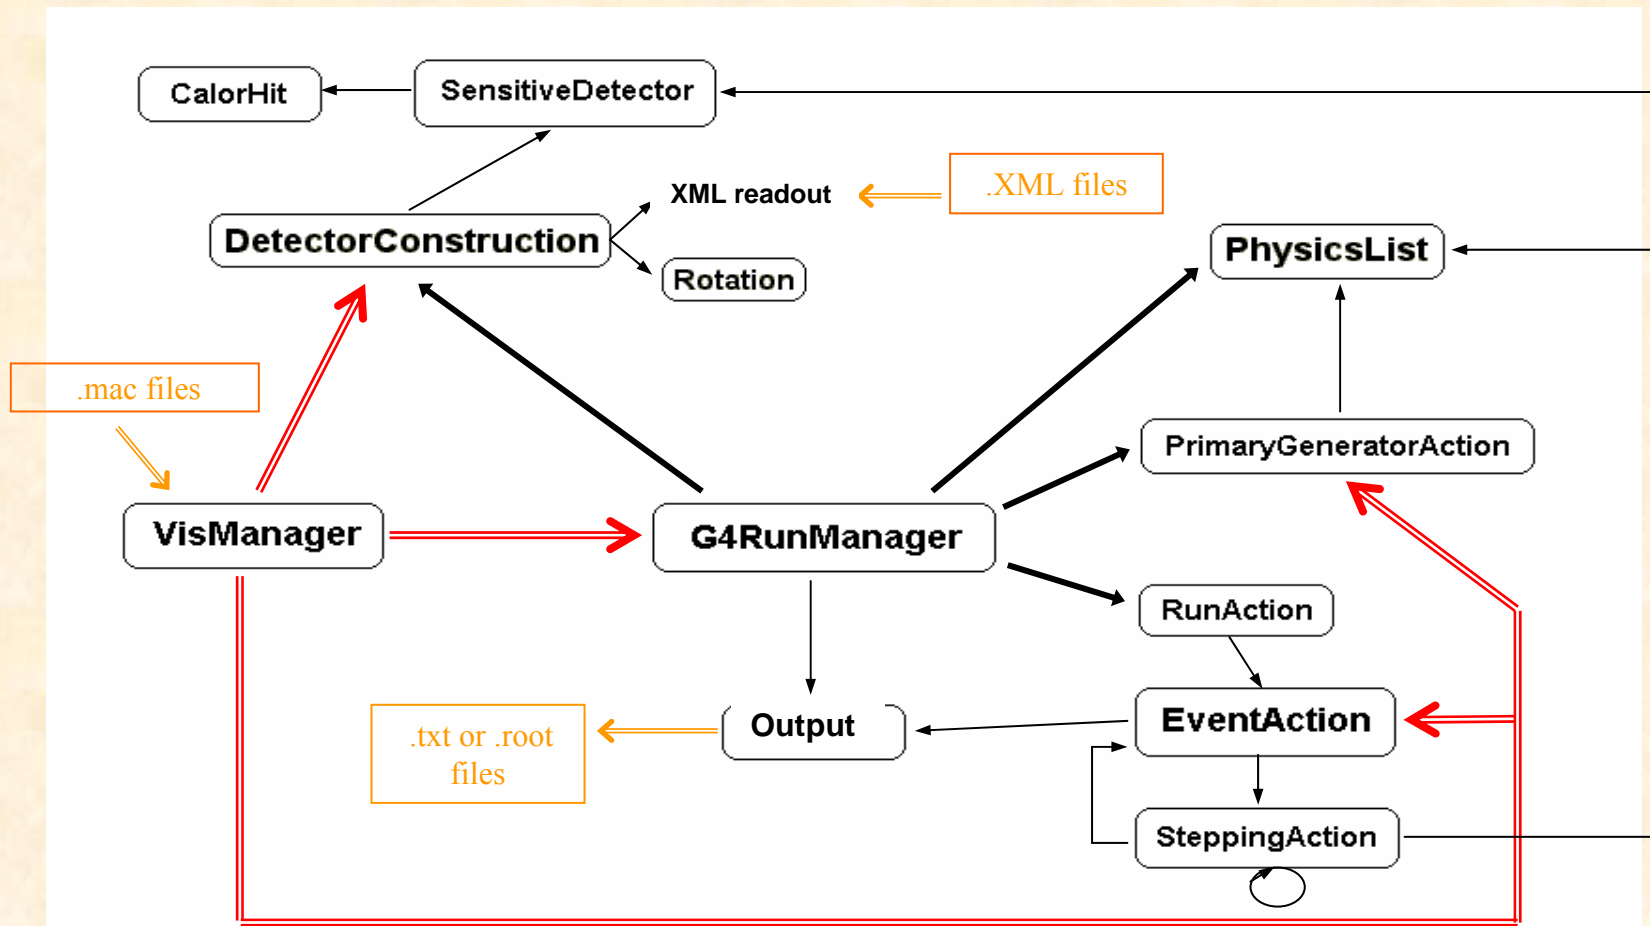 CalorHit
SensitiveDetector
XML readout
.XML files
DetectorConstruction
PhysicsList
Rotation
.mac files
PrimaryGeneratorAction
VisManager
G4RunManager
RunAction
.txt or .root
files
Output
EventAction
SteppingAction